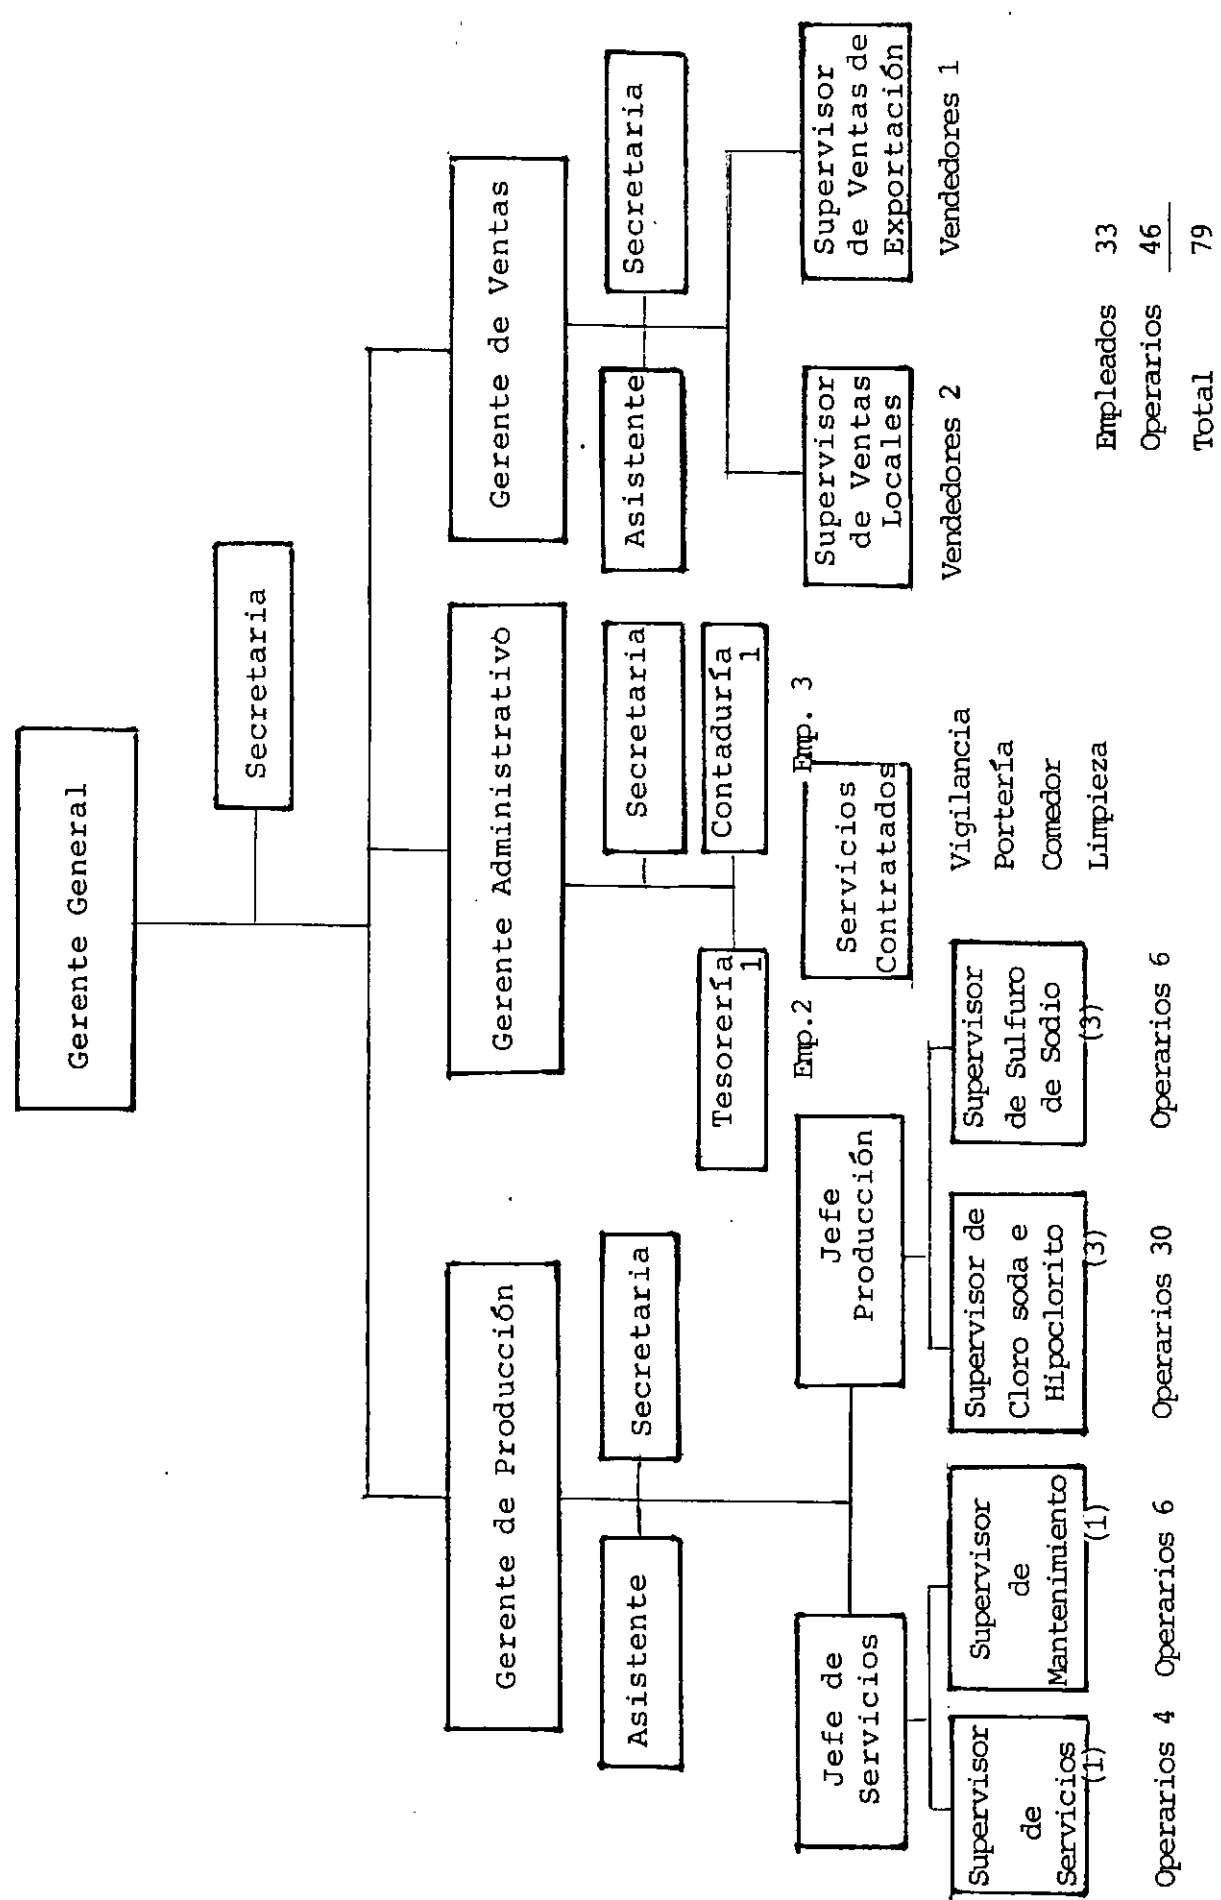 Gerente General
Secretaria
Gerente de Producción
Gerente Administrativo
Gerente de Ventas
Asistente
Secretaria
Secretaria
Asistente
Secretaria
Tesorería
1
Contaduría
1
Emp.2
Emp. 3
Jefe de
Servicios
Jefe
Producción
Servicios
Contratados
Supervisor
de Ventas
Locales
Supervisor
de Ventas de
Exportación
Vigilancia
Portería
Comedor
Limpieza
Vendedores 2
Vendedores 1
Supervisor
de
Servicios
(1)
Supervisor
de
Mantenimiento
(1)
Supervisor de
Cloro soda e
Hipoclorito
(3)
Supervisor
de Sulfuro
de Sodio
(3)
Operarios 4
Operarios 6
Operarios 30
Operarios 6
Empleados 33
Operarios 46
Total 79